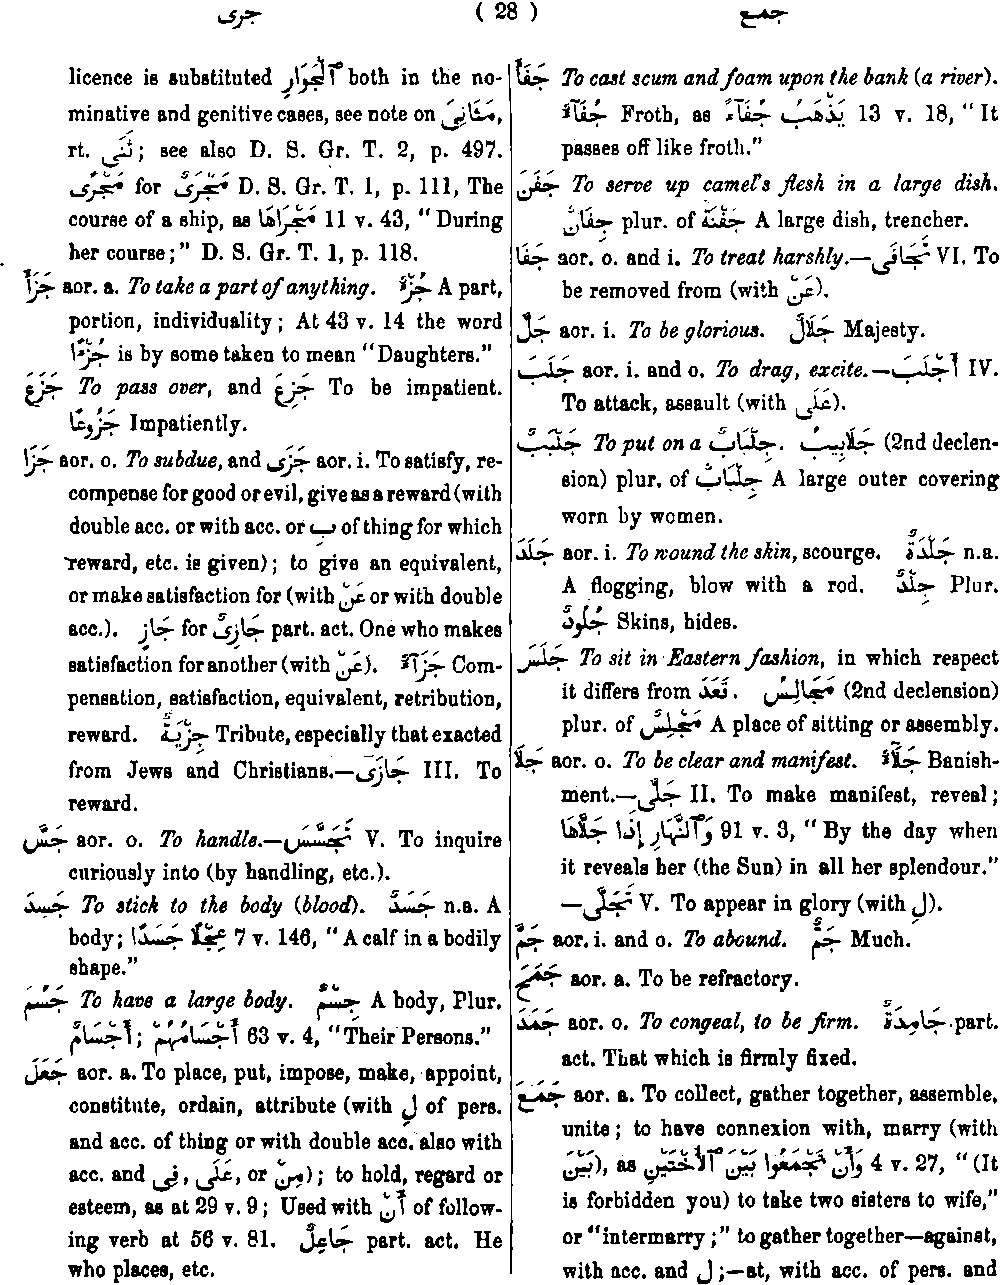 جرى ( 28 ) جمع
licence is substituted ٱلْجَوَارِ both in the no-
minative and genitive cases, see note on مَثَانِيَ,
rt. ثَنَى; see also D. S. Gr. T. 2, p. 497.
مَجْرًى for مَجْرَىٌ D. S. Gr. T. 1, p. 111, The
course of a ship, as مَجْرَاهَا 11 v. 43, “During
her course;” D. S. Gr. T. 1, p. 118.
جَزَأَ aor. a. To take a part of anything. جُزْءٌ A part,
portion, individuality; At 43 v. 14 the word
جُزْءًا is by some taken to mean “Daughters.”
جَزَعَ To pass over, and جَزِعَ To be impatient.
جَزُوعًا Impatiently.
جَزَا aor. o. To subdue, and جَزَى aor. i. To satisfy, re-
compense for good or evil, give as a reward (with
double acc. or with acc. or بِ of thing for which
reward, etc. is given); to give an equivalent,
or make satisfaction for (with عَنْ or with double
acc.). جَازٍ for جَازِىٌ part. act. One who makes
satisfaction for another (with عَنْ). جَزَآءٌ Com-
pensation, satisfaction, equivalent, retribution,
reward. جِزْيَةٌ Tribute, especially that exacted
from Jews and Christians.—جَازَى III. To
reward.
جَسَّ aor. o. To handle.—تَجَسَّسَ V. To inquire
curiously into (by handling, etc.).
جَسِدَ To stick to the body (blood). جَسَدٌ n.a. A
body; عِجْلًا جَسَدًا 7 v. 146, “A calf in a bodily
shape.”
جَسُمَ To have a large body. جِسْمٌ A body, Plur.
أَجْسَامٌ; أَجْسَامُهُمْ 63 v. 4, “Their Persons.”
جَعَلَ aor. a. To place, put, impose, make, appoint,
constitute, ordain, attribute (with لِ of pers.
and acc. of thing or with double acc. also with
acc. and فِي, عَلَى, or مِنْ); to hold, regard or
esteem, as at 29 v. 9; Used with أَنْ of follow-
ing verb at 56 v. 81. جَاعِلٌ part. act. He
who places, etc.
جَفَأَ To cast scum and foam upon the bank (a river).
جُفَآءٌ Froth, as يَذْهَبُ جُفَآءً 13 v. 18, “It
passes off like froth.”
جَفَنَ To serve up camel's flesh in a large dish.
جِفَانٌ plur. of جَفْنَةٌ A large dish, trencher.
جَفَا aor. o. and i. To treat harshly.—تَجَافَى VI. To
be removed from (with عَنْ).
جَلَّ aor. i. To be glorious. جَلَالٌ Majesty.
جَلَبَ aor. i. and o. To drag, excite.—أَجْلَبَ IV.
To attack, assault (with عَلَى).
جَلْبَبَ To put on a جِلْبَابٌ. جَلَابِيبُ (2nd declen-
sion) plur. of جِلْبَابٌ A large outer covering
worn by women.
جَلَدَ aor. i. To wound the skin, scourge. جَلْدَةٌ n.a.
A flogging, blow with a rod. جِلْدٌ Plur.
جُلُودٌ Skins, hides.
جَلَسَ To sit in Eastern fashion, in which respect
it differs from قَعَدَ. مَجَالِسُ (2nd declension)
plur. of مَجْلِسٌ A place of sitting or assembly.
جَلَا aor. o. To be clear and manifest. جَلَآءٌ Banish-
ment.—جَلَّى II. To make manifest, reveal;
وَٱلنَّهَارِ إِذَا جَلَّاهَا 91 v. 3, “By the day when
it reveals her (the Sun) in all her splendour.”
—تَجَلَّى V. To appear in glory (with لِ).
جَمَّ aor. i. and o. To abound. جَمٌّ Much.
جَمَحَ aor. a. To be refractory.
جَمَدَ aor. o. To congeal, to be firm. جَامِدَةٌ part.
act. That which is firmly fixed.
جَمَعَ aor. a. To collect, gather together, assemble,
unite; to have connexion with, marry (with
بَيْنَ), as وَأَنْ تَجْمَعُوا بَيْنَ ٱلْأُخْتَيْنِ 4 v. 27, “(It
is forbidden you) to take two sisters to wife,”
or “intermarry;” to gather together—against,
with acc. and لِ;—at, with acc. of pers. and